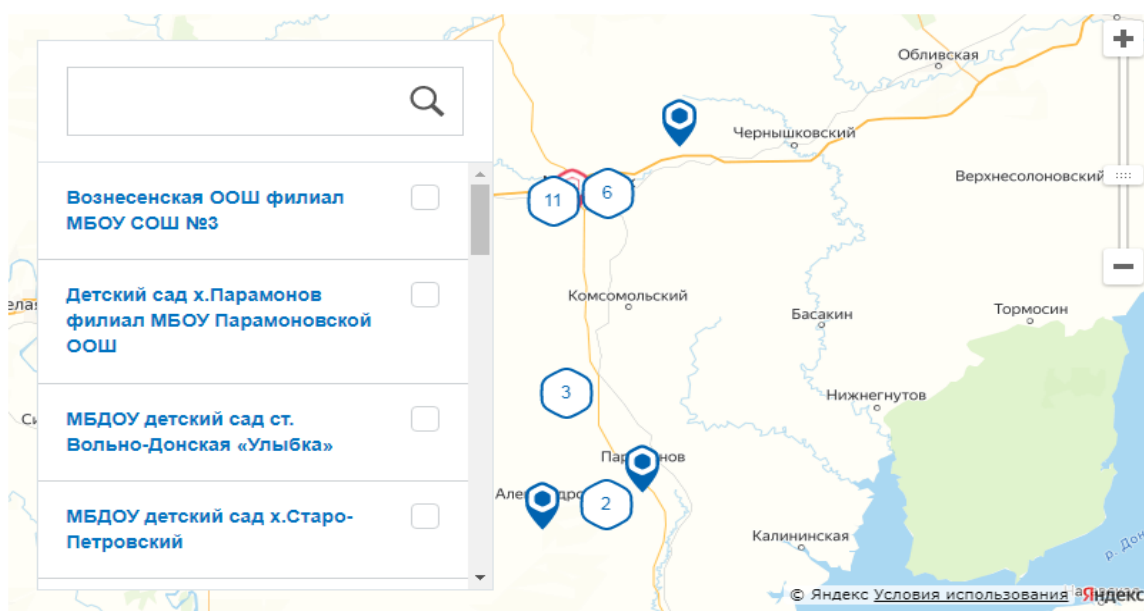 Вознесенская ООШ филиал
МБОУ СОШ №3
Детский сад х.Парамонов
филиал МБОУ Парамоновской
ООШ
МБДОУ детский сад ст.
Вольно-Донская «Улыбка»
МБДОУ детский сад х.Старо-
Петровский
Обливская
Чернышковский
Верхнесолоновский
11
6
Комсомольский
Басакин
Тормосин
3
Нижнегнутов
2
Калининская
р. Дон
© Яндекс Условия использования
Яндекс